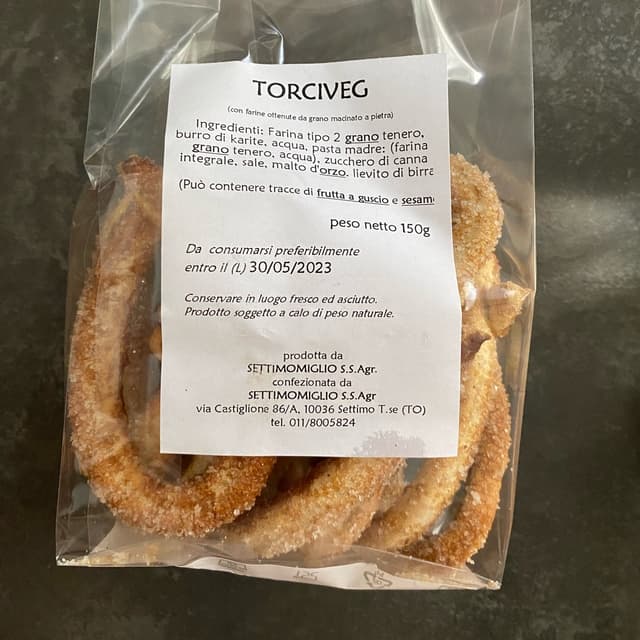 TORCIVEG
(con farine ottenute da grano macinato a pietra)
Ingredienti: Farina tipo 2 grano tenero,
burro di karite, acqua, pasta madre: (farina
grano tenero, acqua), zucchero di canna
integrale, sale, malto d'orzo, lievito di birra
(Può contenere tracce di frutta a guscio e sesam
peso netto 150g
Da consumarsi preferibilmente
entro il (L) 30/05/2023
Conservare in luogo fresco ed asciutto.
Prodotto soggetto a calo di peso naturale.
prodotta da
SETTIMOMIGLIO S.S.Agr.
confezionata da
SETTIMOMIGLIO S.S.Agr
via Castiglione 86/A, 10036 Settimo T.se (TO)
tel. 011/8005824